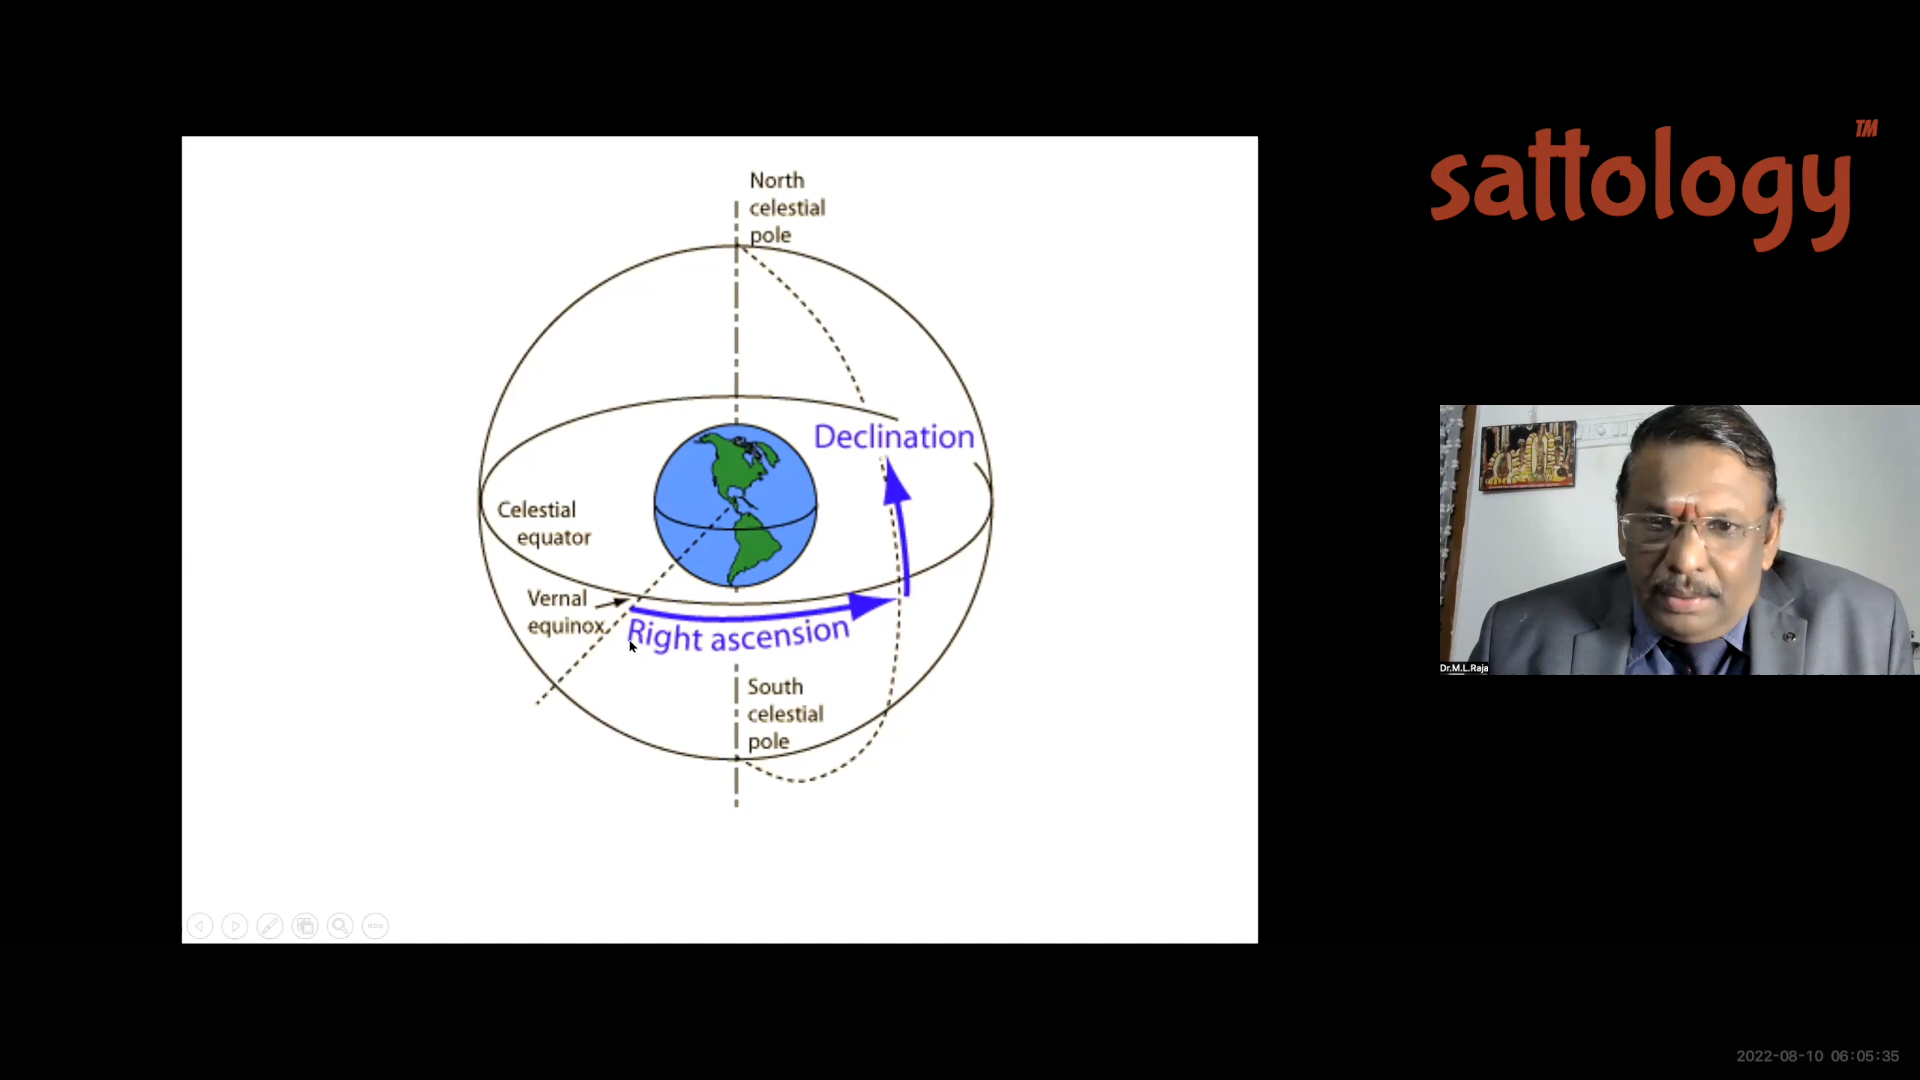 sattology
TM
North
celestial
pole
Declination
Celestial
equator
Vernal
equinox
Right ascension
South
celestial
pole
Dr.M.L.Raja
2022-08-10 06:05:35